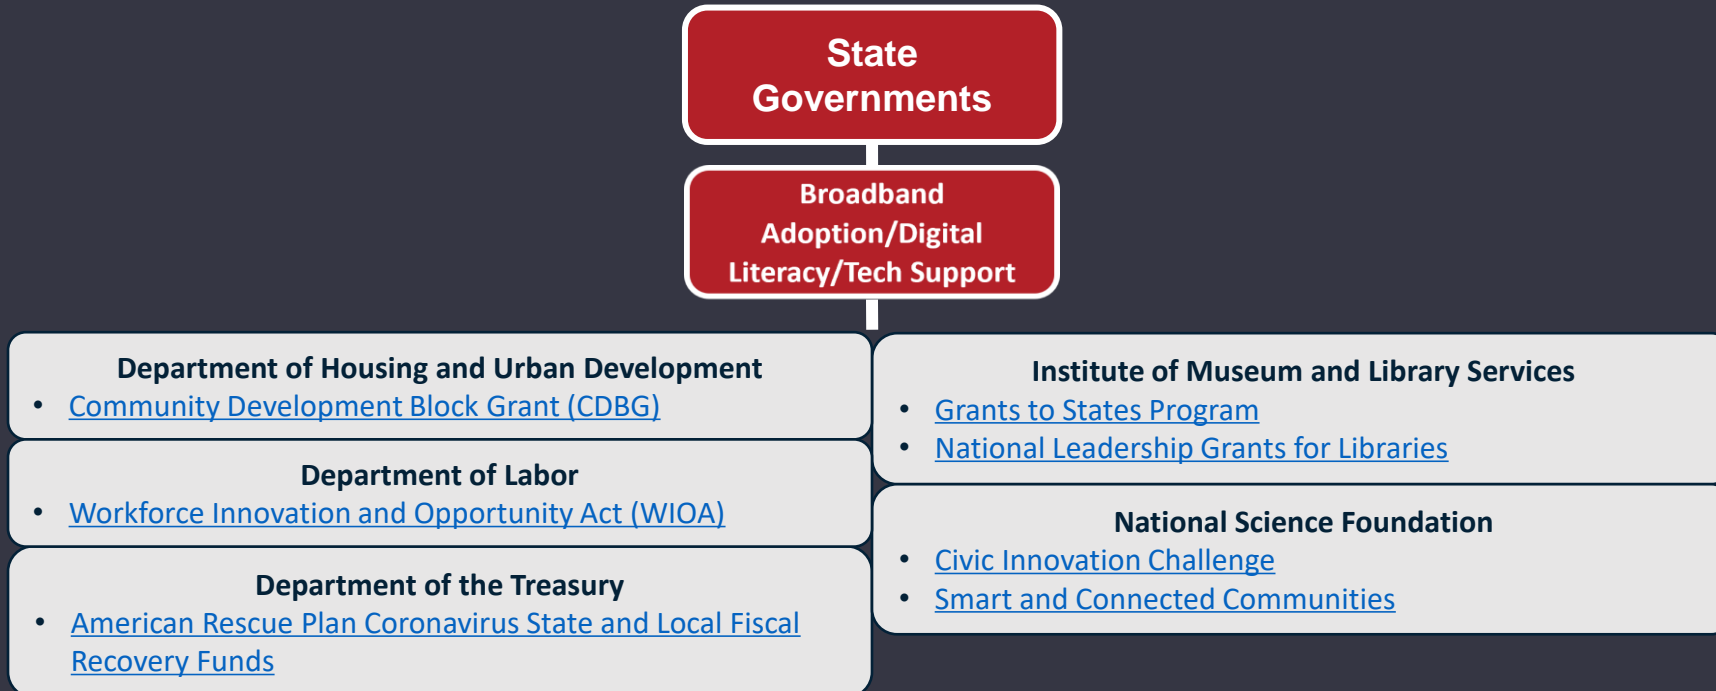 State
Governments
Broadband
Adoption/Digital
Literacy/Tech Support
Department of Housing and Urban Development
• Community Development Block Grant (CDBG)
Department of Labor
• Workforce Innovation and Opportunity Act (WIOA)
Department of the Treasury
• American Rescue Plan Coronavirus State and Local Fiscal
Recovery Funds
Institute of Museum and Library Services
• Grants to States Program
• National Leadership Grants for Libraries
National Science Foundation
• Civic Innovation Challenge
• Smart and Connected Communities